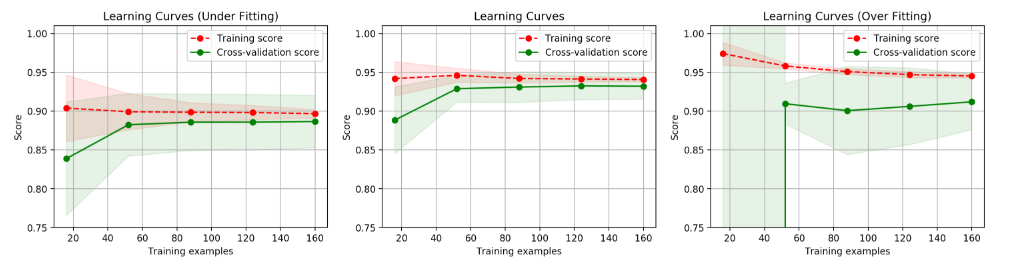 Learning Curves (Under Fitting)
Training score
Cross-validation score
1.00
0.95
0.90
0.85
0.80
0.75
Score
20 40 60 80 100 120 140 160
Training examples
Learning Curves
Training score
Cross-validation score
1.00
0.95
0.90
0.85
0.80
0.75
Score
20 40 60 80 100 120 140 160
Training examples
Learning Curves (Over Fitting)
Training score
Cross-validation score
1.00
0.95
0.90
0.85
0.80
0.75
Score
20 40 60 80 100 120 140 160
Training examples